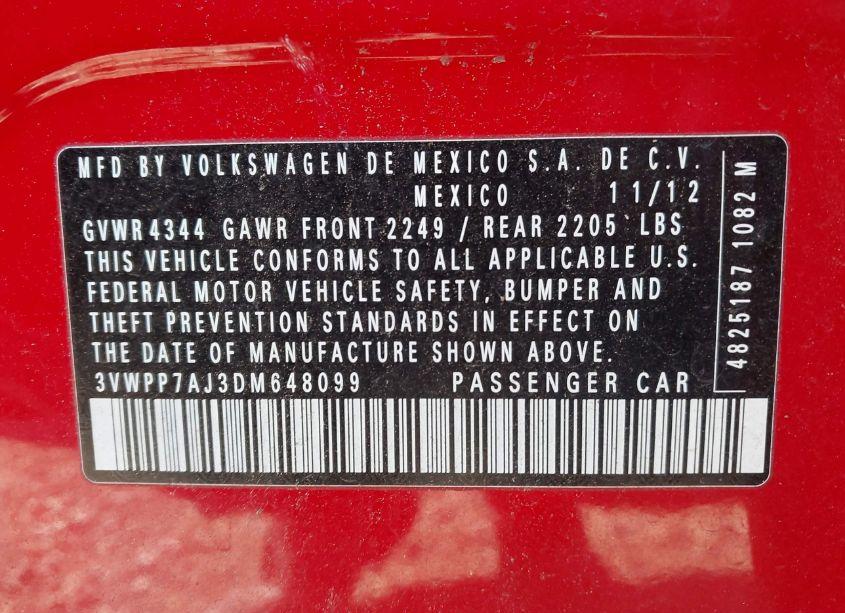 MFD BY VOLKSWAGEN DE MEXICO S.A. DE C.V.
MEXICO 11/12
GVWR 4344 GAWR FRONT 2249 / REAR 2205 LBS
THIS VEHICLE CONFORMS TO ALL APPLICABLE U.S.
FEDERAL MOTOR VEHICLE SAFETY, BUMPER AND
THEFT PREVENTION STANDARDS IN EFFECT ON
THE DATE OF MANUFACTURE SHOWN ABOVE.
3VWPP7AJ3DM648099 PASSENGER CAR
4825187 1082 M